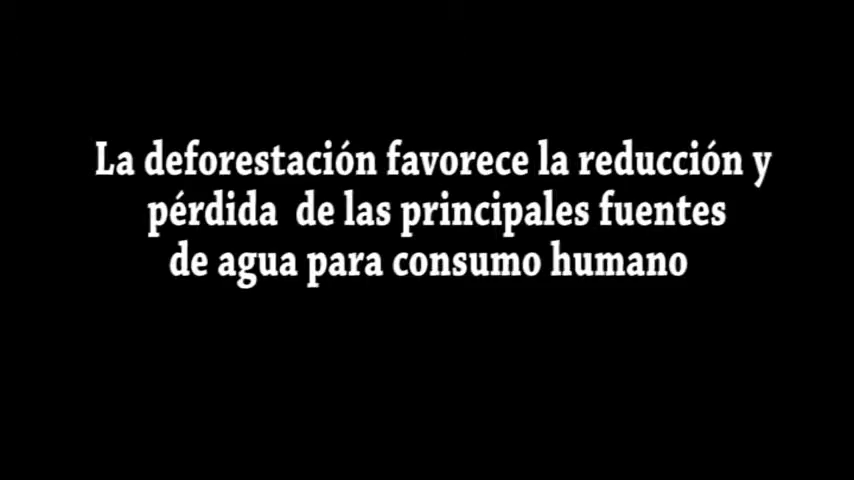 La deforestación favorece la reducción y
pérdida  de las principales fuentes
de agua para consumo humano